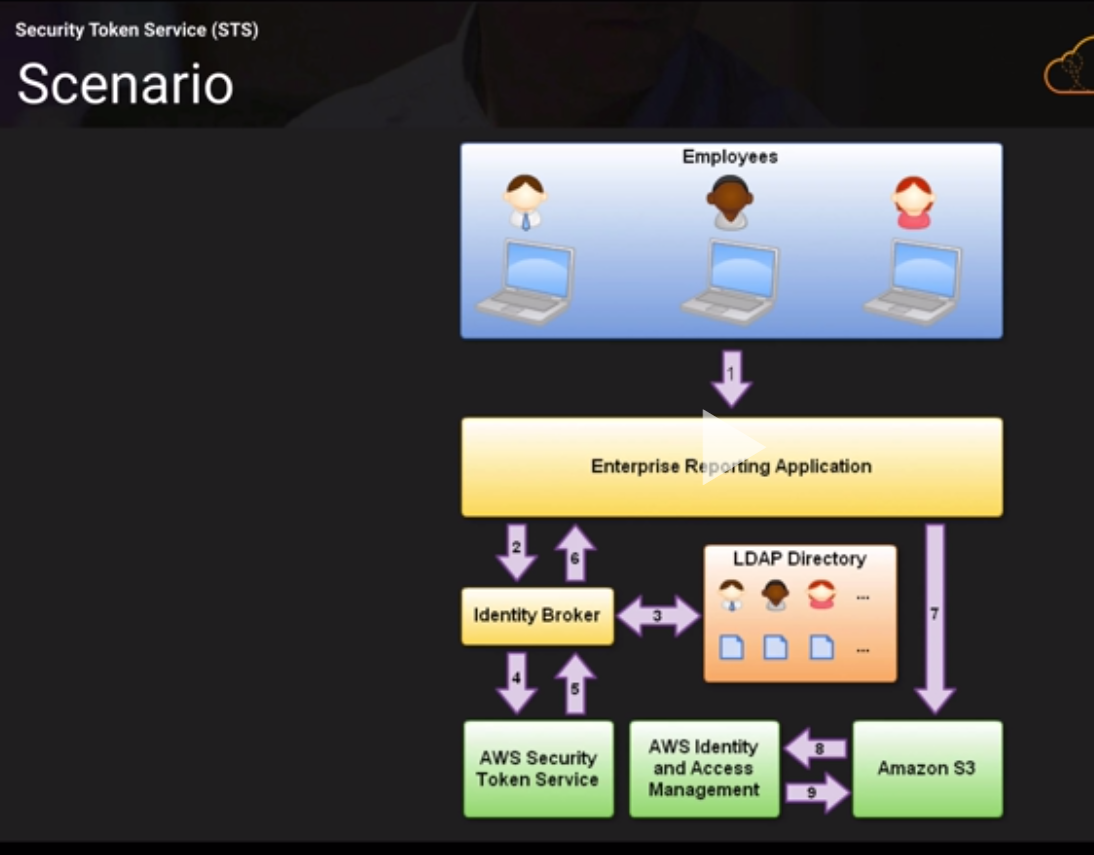 Security Token Service (STS)
Scenario
Employees
1
Enterprise Reporting Application
2
6
LDAP Directory
...
Identity Broker
3
7
...
4
5
AWS Security
Token Service
AWS Identity
and Access
Management
8
9
Amazon S3